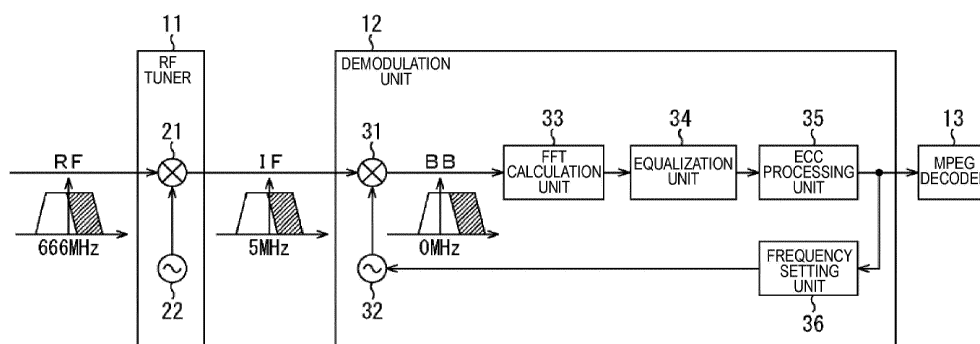 11
RF
TUNER
12
DEMODULATION
UNIT
21
RF
IF
31
BB
33
FFT
CALCULATION
UNIT
34
EQUALIZATION
UNIT
35
ECC
PROCESSING
UNIT
13
MPEG
DECODER
666MHz
5MHz
0MHz
22
32
FREQUENCY
SETTING
UNIT
36